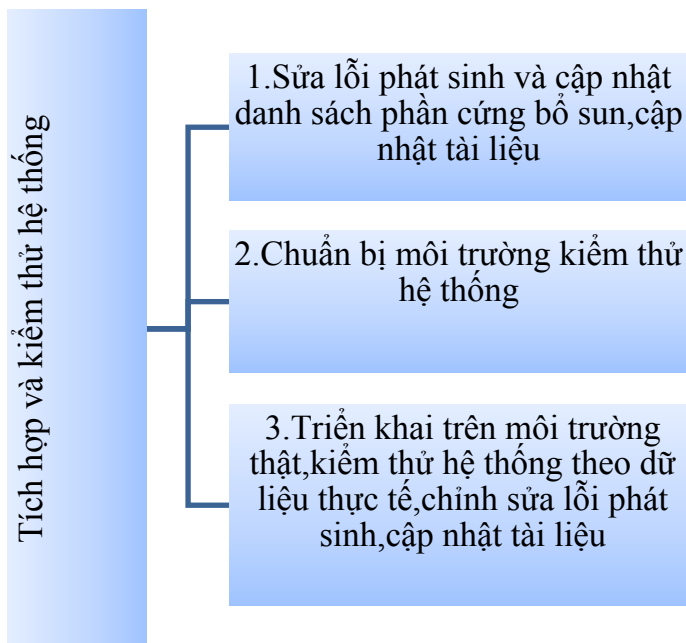 Tích hợp và kiểm thử hệ thống
1.Sửa lỗi phát sinh và cập nhật
danh sách phần cứng bổ sun,cập
nhật tài liệu
2.Chuẩn bị môi trường kiểm thử
hệ thống
3.Triển khai trên môi trường
thật,kiểm thử hệ thống theo dữ
liệu thực tế,chỉnh sửa lỗi phát
sinh,cập nhật tài liệu